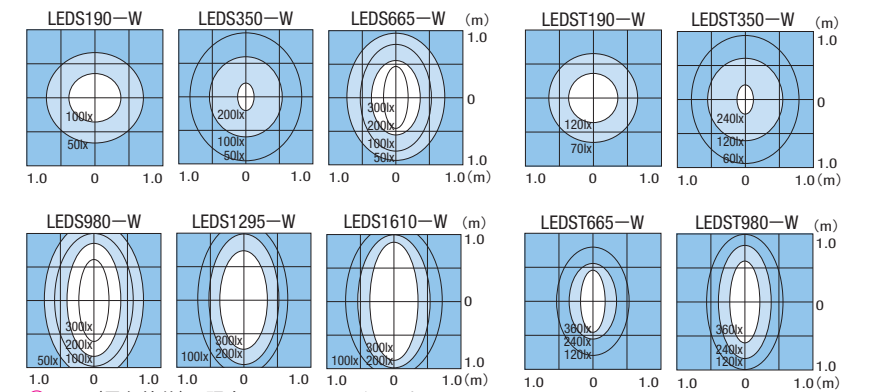 LEDS190－W
LEDS350－W
LEDS665－W
(m)
LEDST190－W
LEDST350－W
(m)
1.0
1.0
100lx
50lx
200lx
100lx
50lx
300lx
200lx
100lx
50lx
0
120lx
70lx
240lx
120lx
60lx
0
1.0
1.0
1.0 0 1.0
1.0 0 1.0
1.0 0 1.0(m)
1.0 0 1.0
1.0 0 1.0(m)
LEDS980－W
LEDS1295－W
LEDS1610－W
(m)
LEDST665－W
LEDST980－W
(m)
1.0
1.0
300lx
200lx
50lx 100lx
300lx
100lx 200lx
300lx
100lx 200lx
0
360lx
240lx
120lx
360lx
240lx
120lx
0
1.0
1.0
1.0 0 1.0
1.0 0 1.0
1.0 0 1.0(m)
1.0 0 1.0
1.0 0 1.0(m)